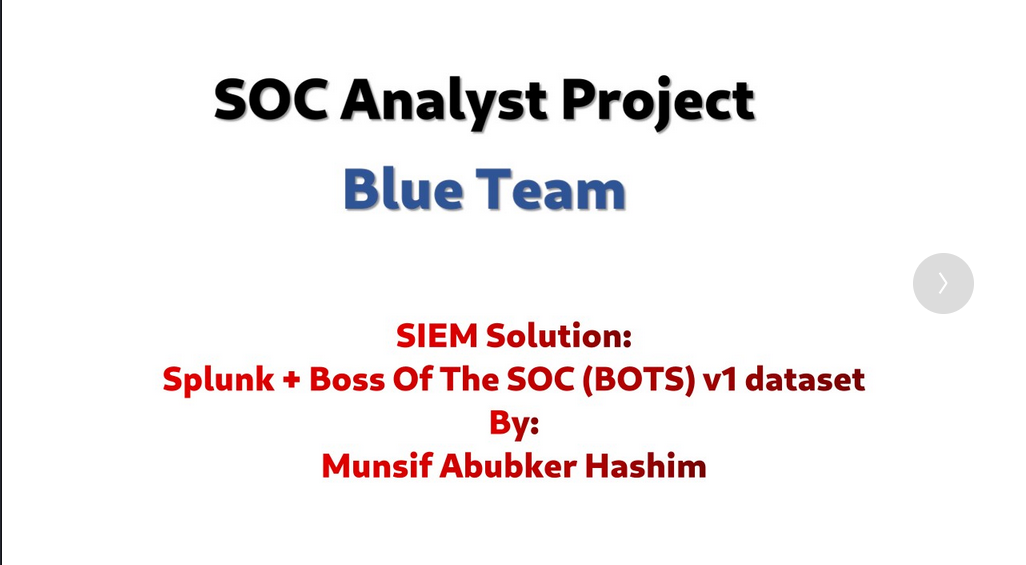 SOC Analyst Project
Blue Team
SIEM Solution:
Splunk + Boss Of The SOC (BOTS) v1 dataset
By:
Munsif Abubker Hashim